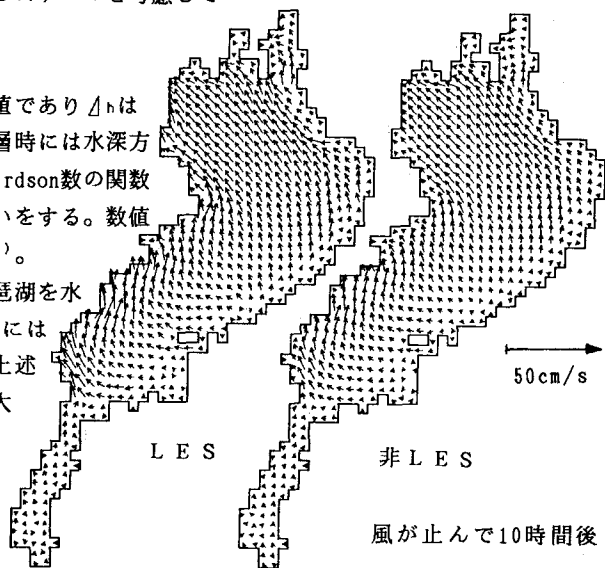 値であり⊿hは
層時には水深方
rdson数の関数
いをする。数値
)。
琶湖を水
には
上述
大
50cm/s
LES
非LES
風が止んで10時間後